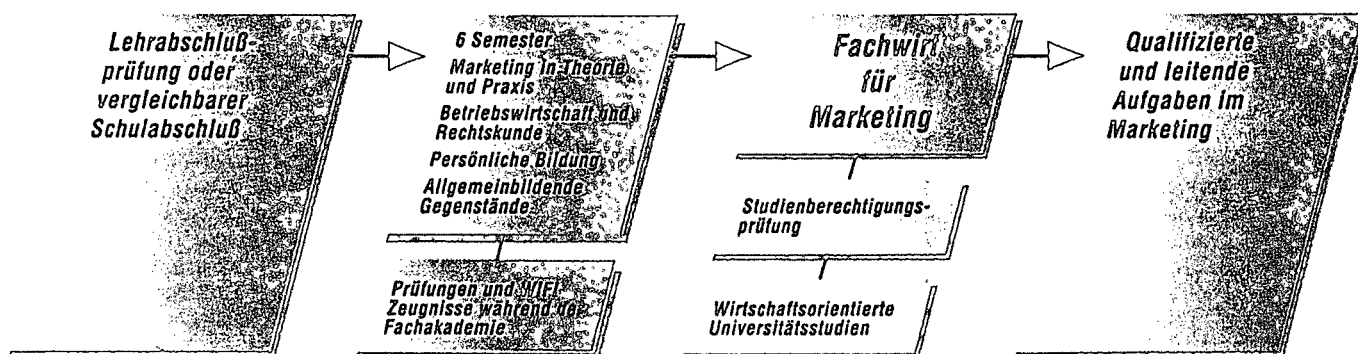 Lehrabschluß-
prüfung oder
vergleichbarer
Schulabschluß
6 Semester
Marketing in Theorie
und Praxis
Betriebswirtschaft und
Rechtskunde
Persönliche Bildung
Allgemeinbildende
Gegenstände
Prüfungen und WIFI-
Zeugnisse während der
Fachakademie
Fachwirt
für
Marketing
Studienberechtigungs-
prüfung
Wirtschaftsorientierte
Universitätsstudien
Qualifizierte
und leitende
Aufgaben im
Marketing